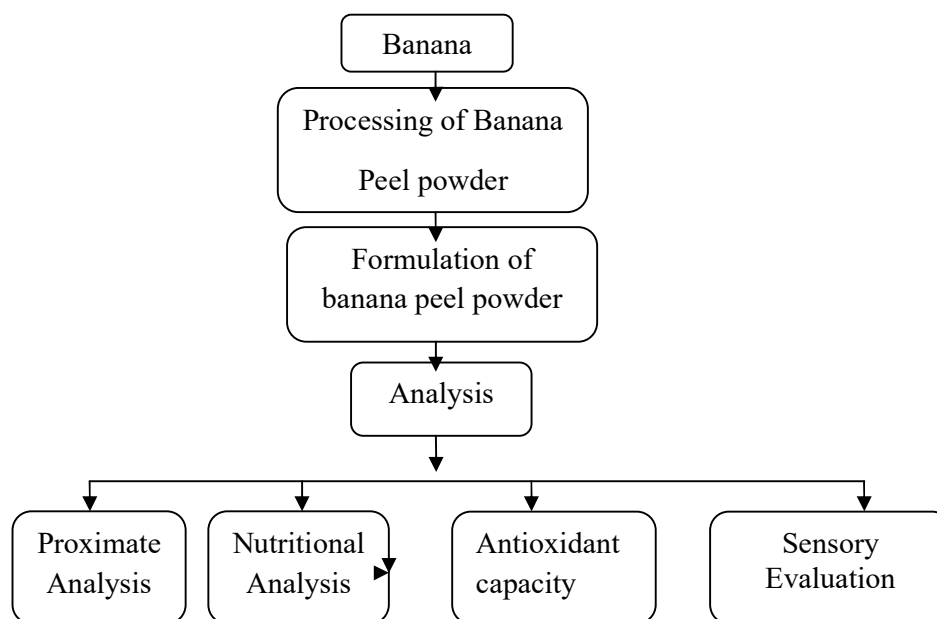 Banana
Processing of Banana
Peel powder
Formulation of
banana peel powder
Analysis
Proximate
Analysis
Nutritional
Analysis
Antioxidant
capacity
Sensory
Evaluation